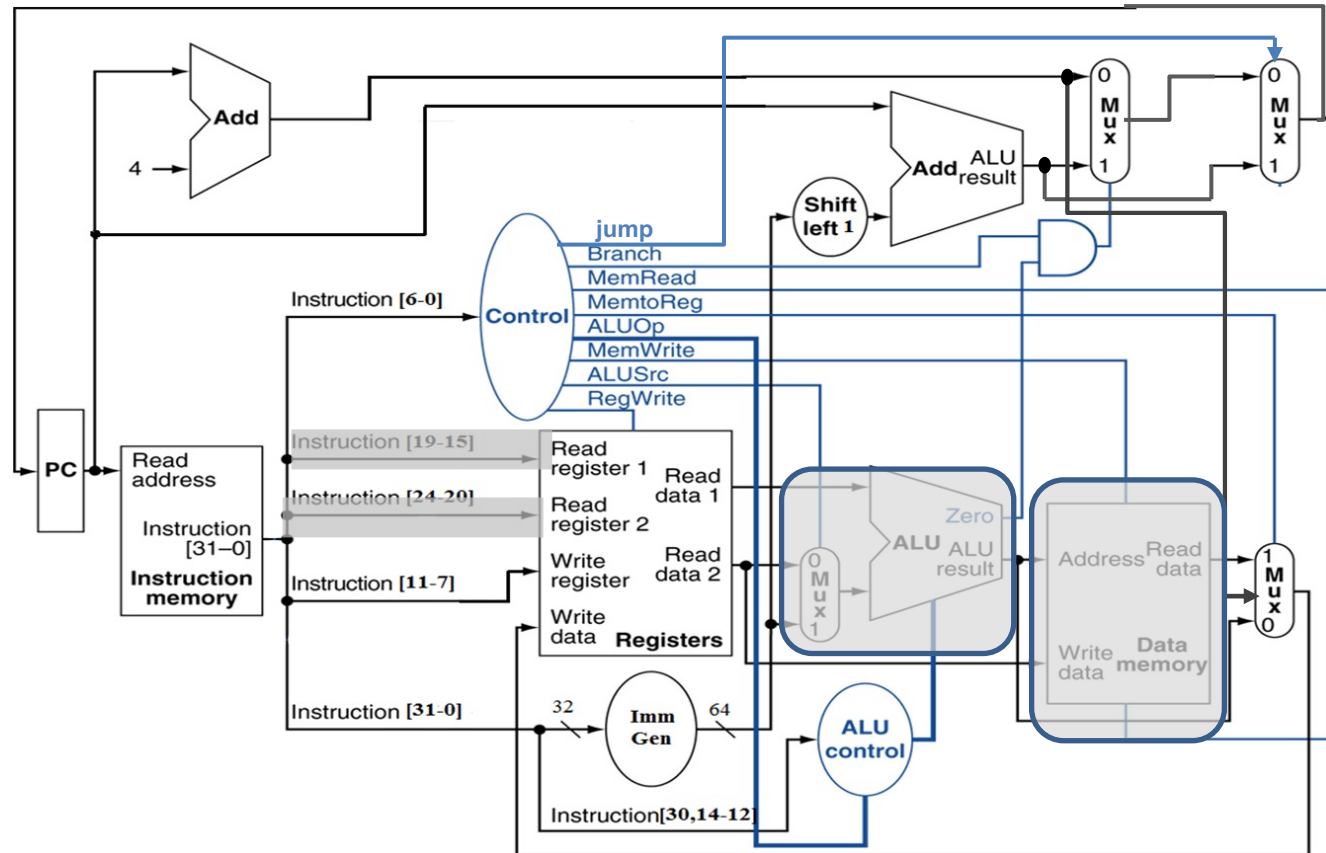 Add
4
0
Mux
1
0
Mux
1
Add ALU
result
Shift
left 1
jump
Branch
MemRead
MemtoReg
ALUOp
MemWrite
ALUSrc
RegWrite
Control
Instruction [6-0]
Instruction [19-15]
Instruction [24-20]
Instruction [11-7]
Instruction [31-0]
PC
Read
address
Instruction
[31–0]
Instruction
memory
Read
register 1
Read
register 2
Write
register
Write
data
Read
data 1
Read
data 2
Registers
0
Mux
1
Zero
ALU ALU
result
Address
Read
data
Write
data
Data
memory
1
Mux
0
32
Imm
Gen
64
ALU
control
Instruction[30,14-12]